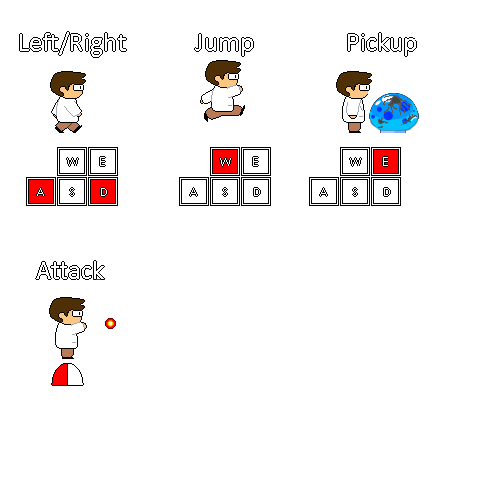 Left/Right Jump Pickup
W E W E W E
A S D A S D A S D
Attack